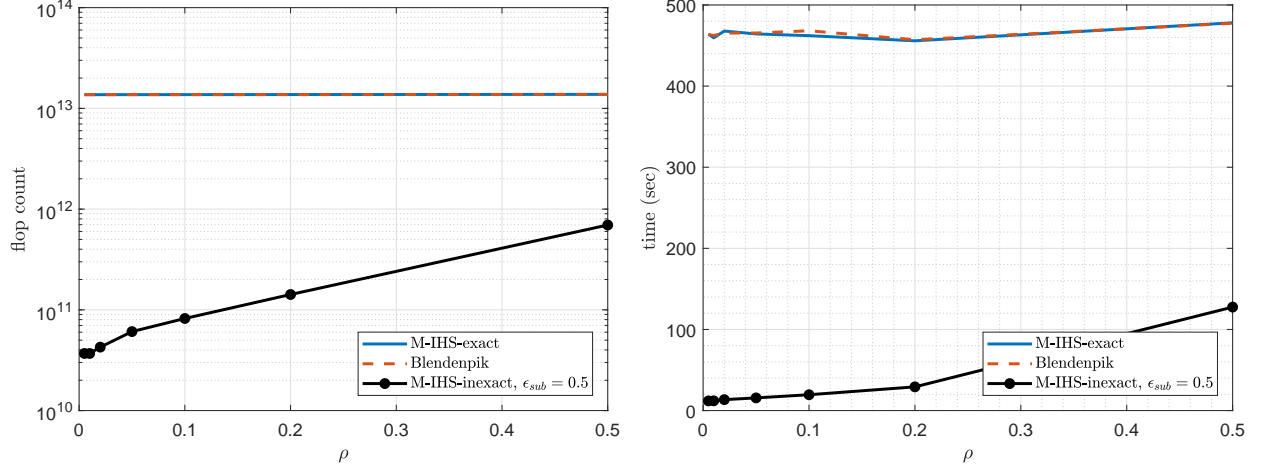 10^14
10^13
10^12
10^11
10^10
flop count
0
0.1
0.2
0.3
0.4
0.5
ρ
M-IHS-exact
Blendenpik
M-IHS-inexact, ϵ_sub = 0.5
500
400
300
200
100
0
time (sec)
0
0.1
0.2
0.3
0.4
0.5
ρ
M-IHS-exact
Blendenpik
M-IHS-inexact, ϵ_sub = 0.5